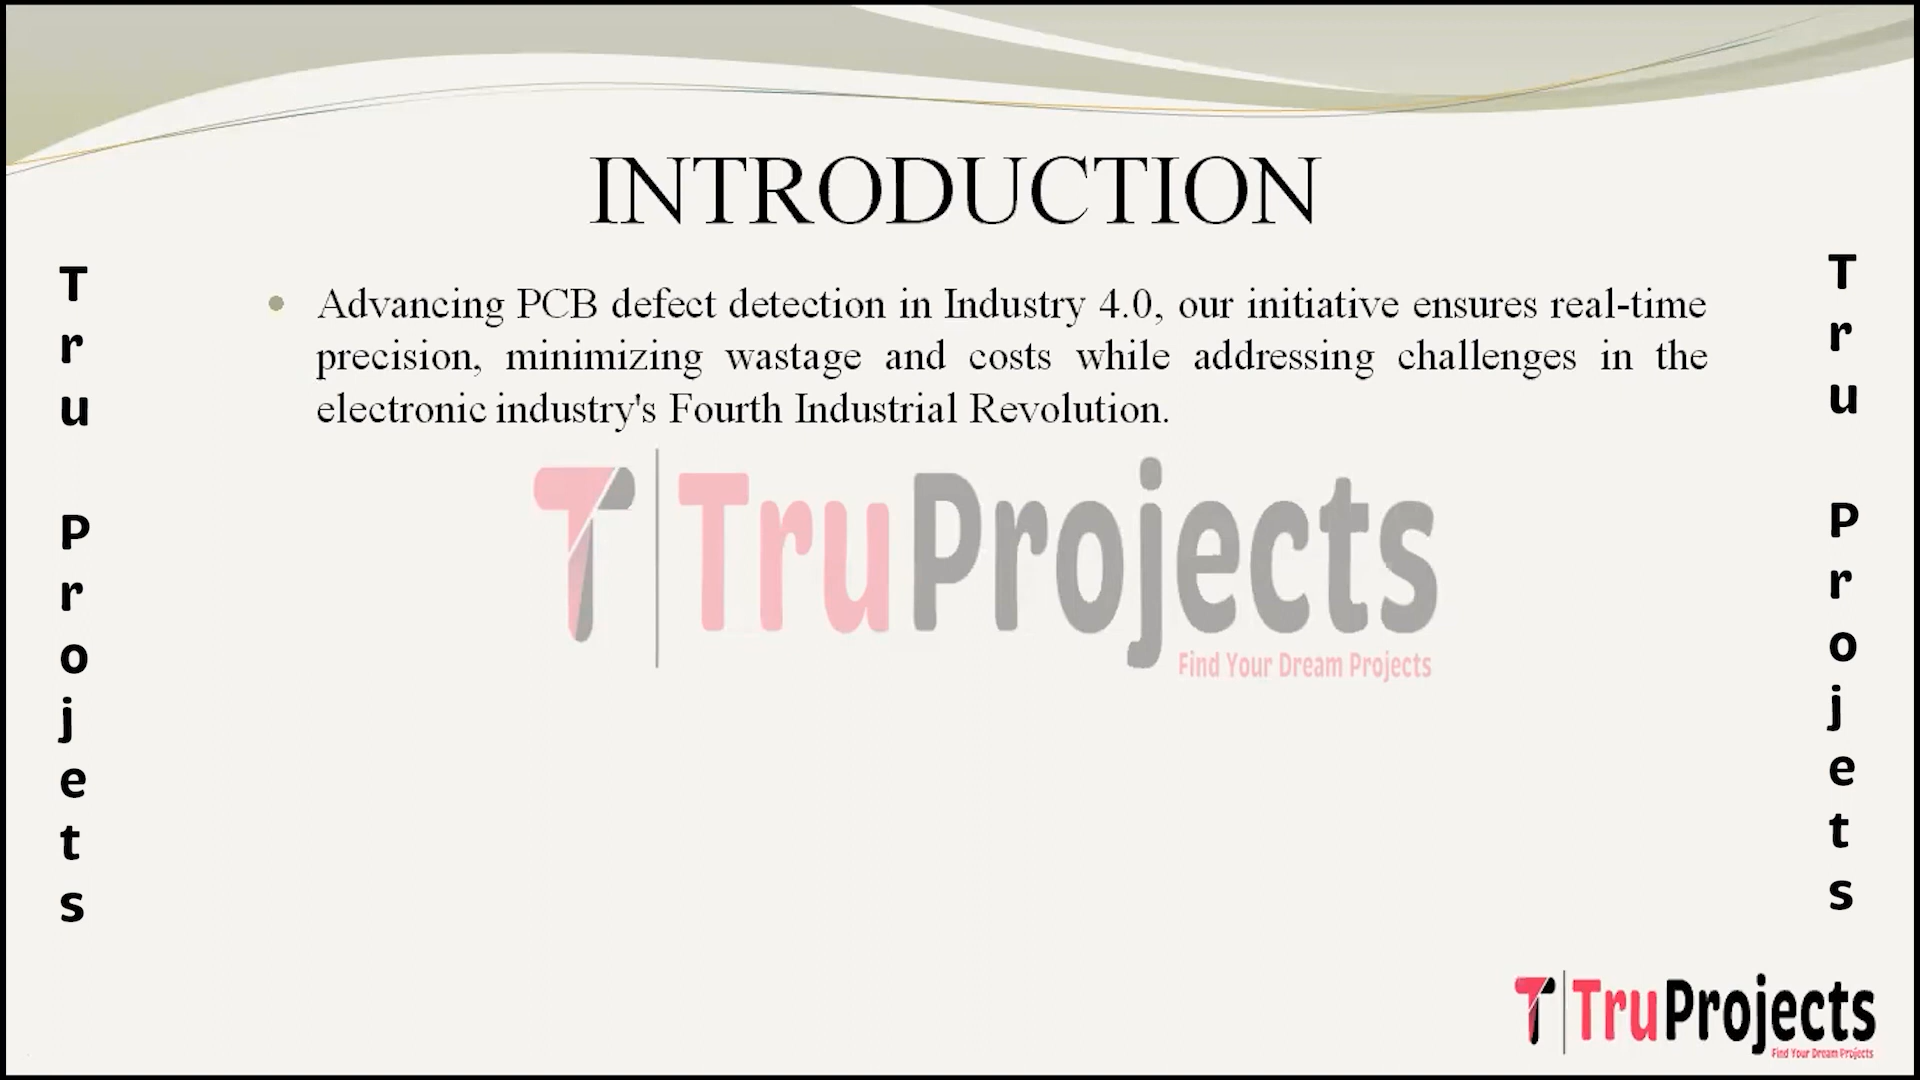 INTRODUCTION
Advancing PCB defect detection in Industry 4.0, our initiative ensures real-time
precision, minimizing wastage and costs while addressing challenges in the
electronic industry's Fourth Industrial Revolution.
TruProjects
Find Your Dream Projects
T
r
u
P
r
o
j
e
t
s
T
r
u
P
r
o
j
e
t
s
TruProjects
Find Your Dream Projects